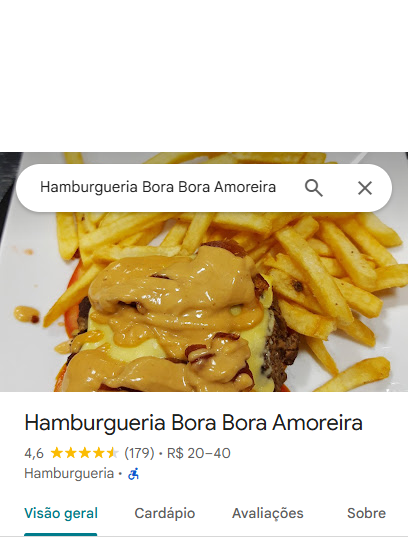 Hamburgueria Bora Bora Amoreira
Hamburgueria Bora Bora Amoreira
4,6 (179) • R$ 20–40
Hamburgueria •
Visão geral Cardápio Avaliações Sobre